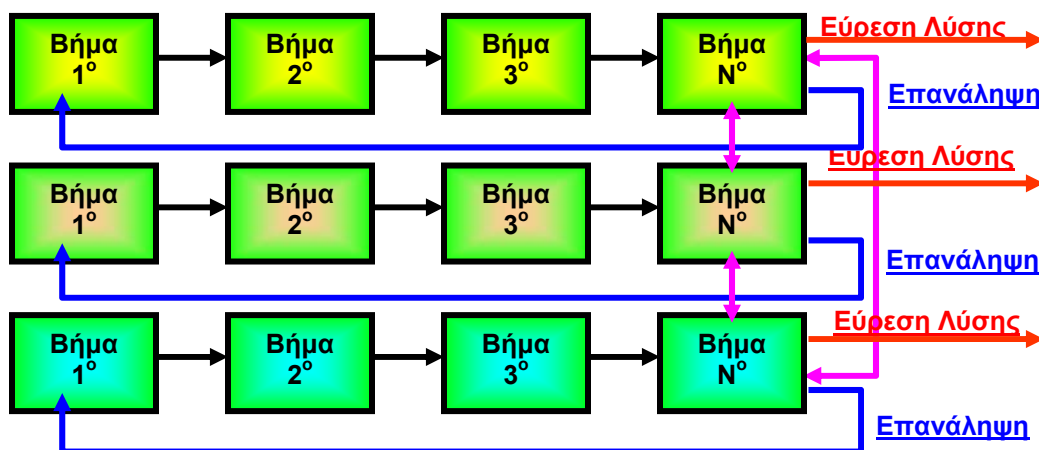 Βήμα
1ο
Βήμα
2ο
Βήμα
3ο
Βήμα
Νο
Εύρεση Λύσης
Επανάληψη
Βήμα
1ο
Βήμα
2ο
Βήμα
3ο
Βήμα
Νο
Εύρεση Λύσης
Επανάληψη
Βήμα
1ο
Βήμα
2ο
Βήμα
3ο
Βήμα
Νο
Εύρεση Λύσης
Επανάληψη